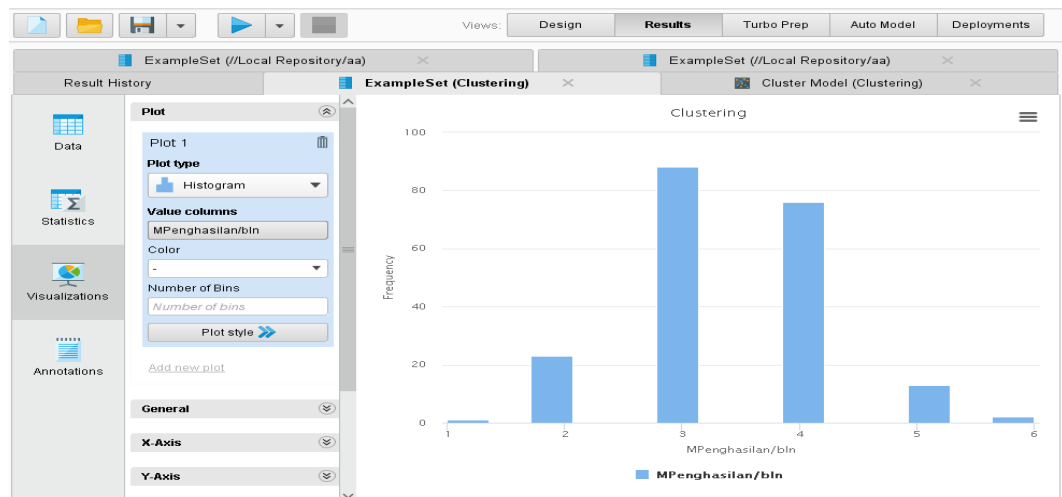 Views: Design Results Turbo Prep Auto Model Deployments
ExampleSet (//Local Repository/aa) ExampleSet (//Local Repository/aa)
Result History ExampleSet (Clustering) Cluster Model (Clustering)
Data
Statistics
Visualizations
Annotations
Plot
Plot 1
Plot type
Histogram
Value columns
MPenghasilan/bln
Color
-
Number of Bins
Number of bins
Plot style
Add new plot
General
X-Axis
Y-Axis
Clustering
100
80
60
40
20
0
Frequency
1 2 3 4 5 6
MPenghasilan/bln
MPenghasilan/bln